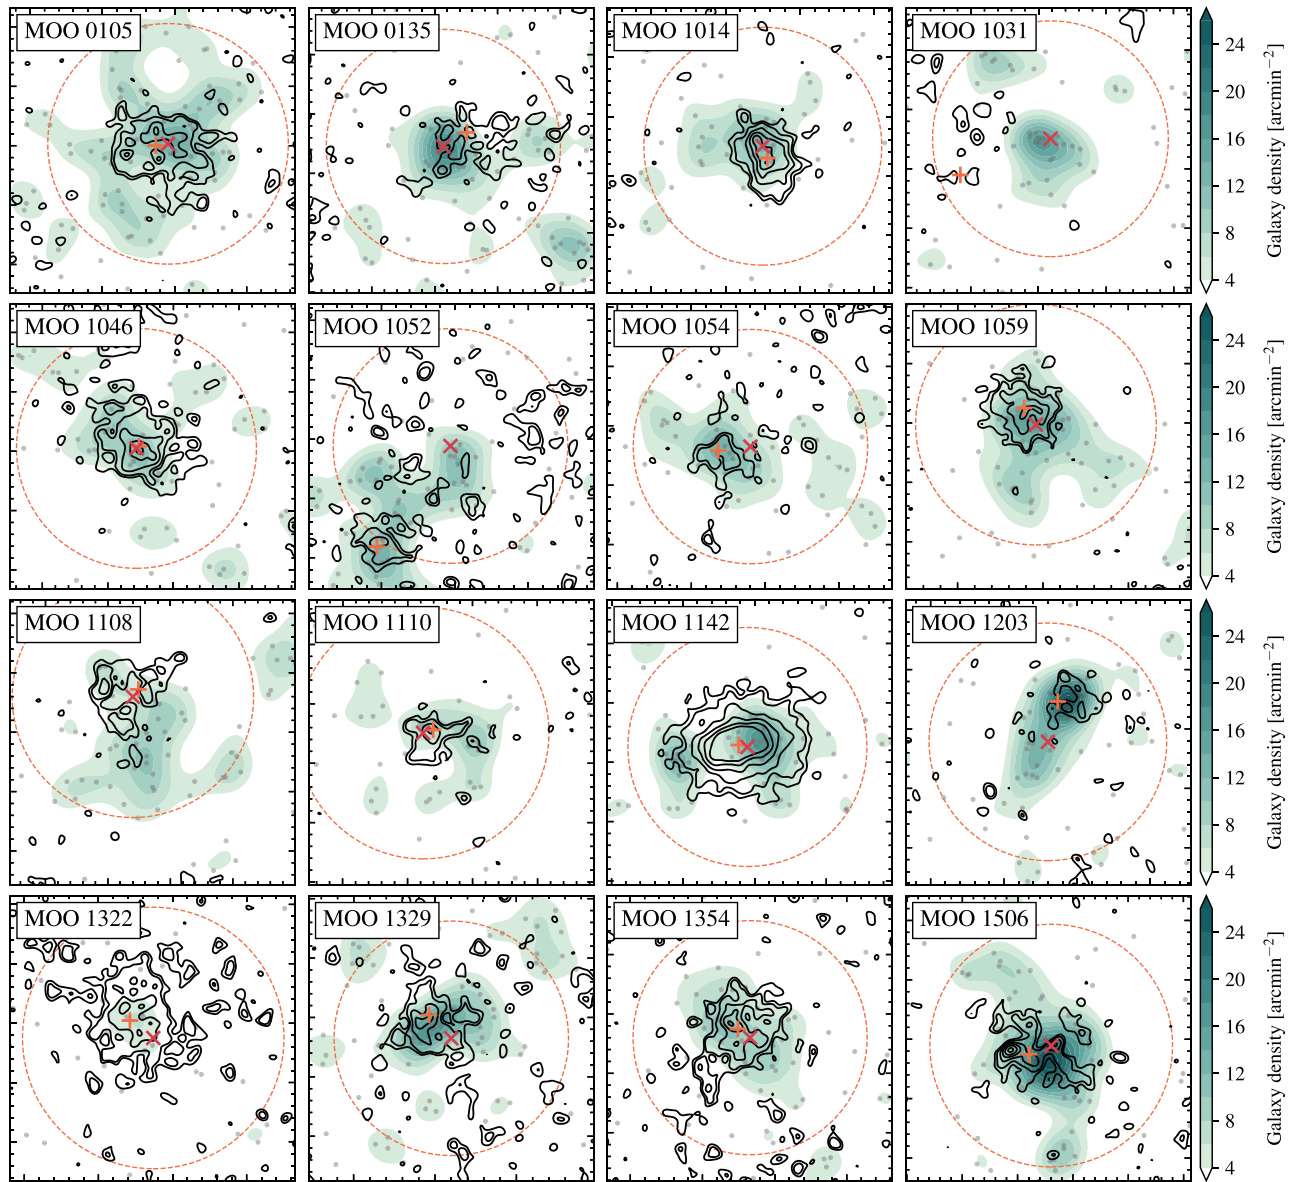 MOO 0105
MOO 0135
MOO 1014
MOO 1031
24
20
16
12
8
4
Galaxy density [arcmin⁻²]
MOO 1046
MOO 1052
MOO 1054
MOO 1059
24
20
16
12
8
4
Galaxy density [arcmin⁻²]
MOO 1108
MOO 1110
MOO 1142
MOO 1203
24
20
16
12
8
4
Galaxy density [arcmin⁻²]
MOO 1322
MOO 1329
MOO 1354
MOO 1506
24
20
16
12
8
4
Galaxy density [arcmin⁻²]